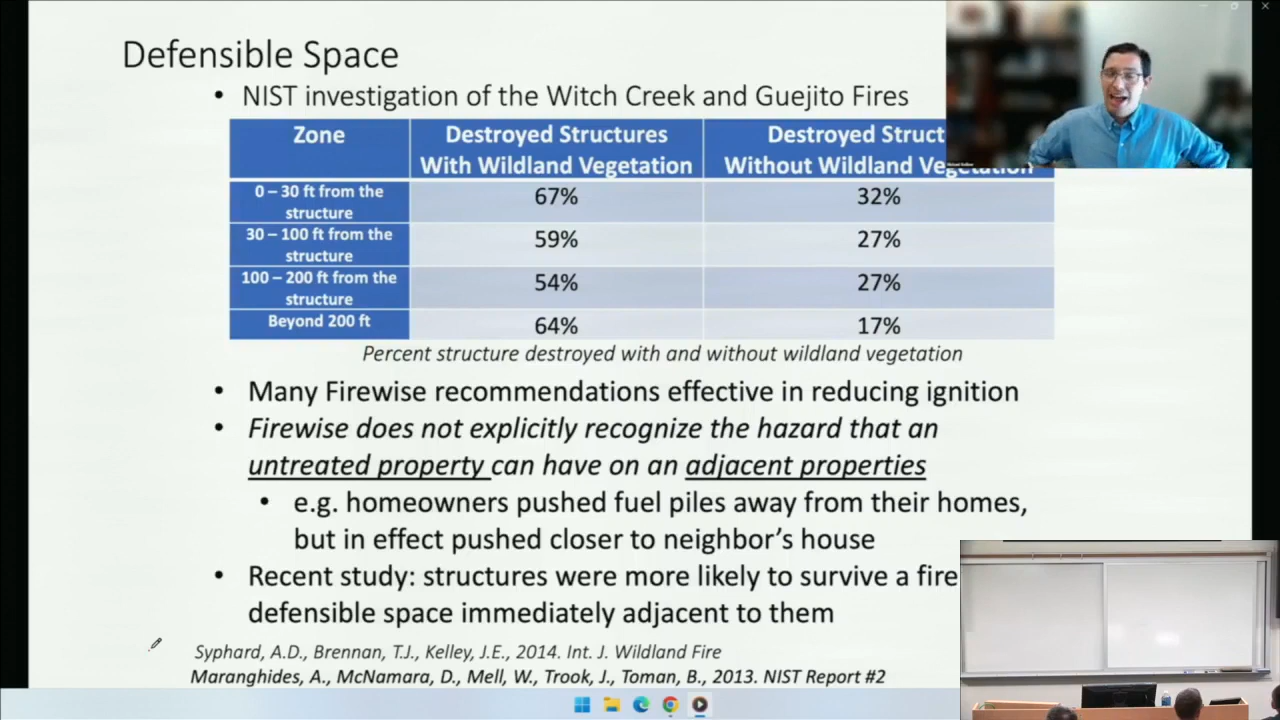 Defensible Space
• NIST investigation of the Witch Creek and Guejito Fires
Zone
Destroyed Structures
With Wildland Vegetation
Destroyed Struct
Without Wildland Vegetation
0 – 30 ft from the
structure
67%
32%
30 – 100 ft from the
structure
59%
27%
100 – 200 ft from the
structure
54%
27%
Beyond 200 ft
64%
17%
Percent structure destroyed with and without wildland vegetation
• Many Firewise recommendations effective in reducing ignition
• Firewise does not explicitly recognize the hazard that an
untreated property can have on an adjacent properties
• e.g. homeowners pushed fuel piles away from their homes,
but in effect pushed closer to neighbor's house
• Recent study: structures were more likely to survive a fire
defensible space immediately adjacent to them
Syphard, A.D., Brennan, T.J., Kelley, J.E., 2014. Int. J. Wildland Fire
Maranghides, A., McNamara, D., Mell, W., Trook, J., Toman, B., 2013. NIST Report #2